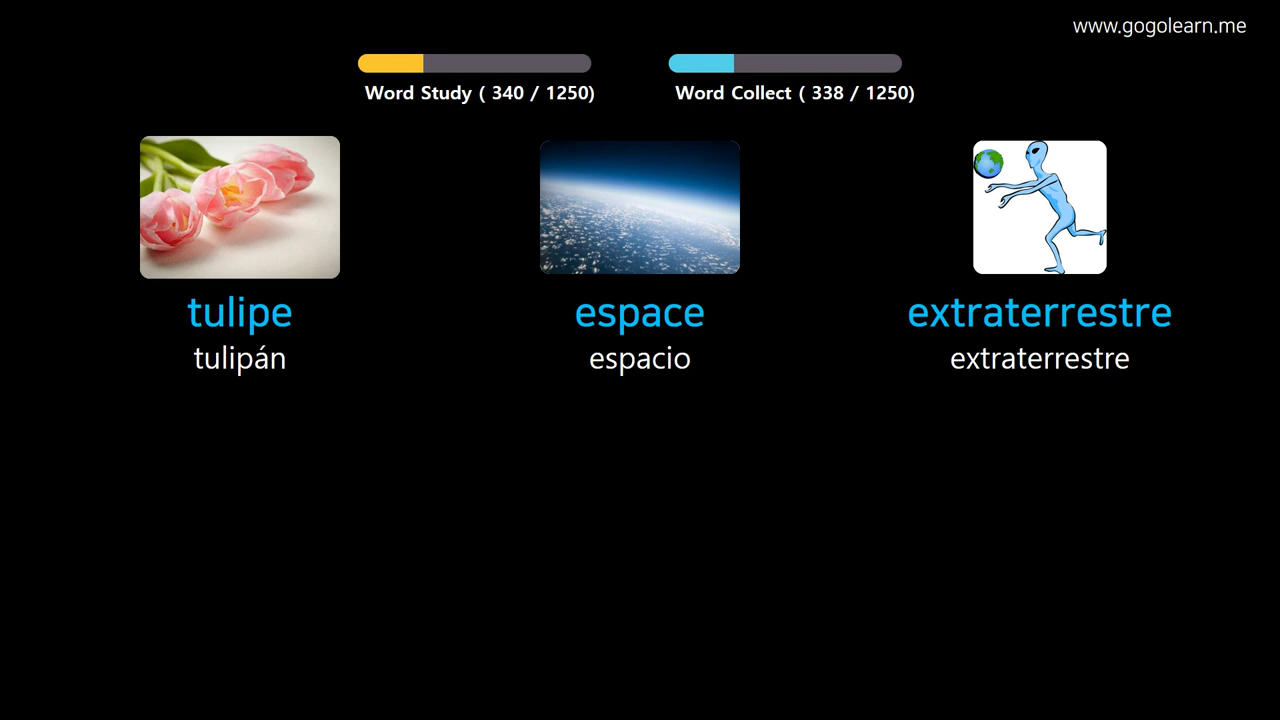 www.gogolearn.me
Word Study ( 340 / 1250)
Word Collect ( 338 / 1250)
tulipe
tulipán
espace
espacio
extraterrestre
extraterrestre